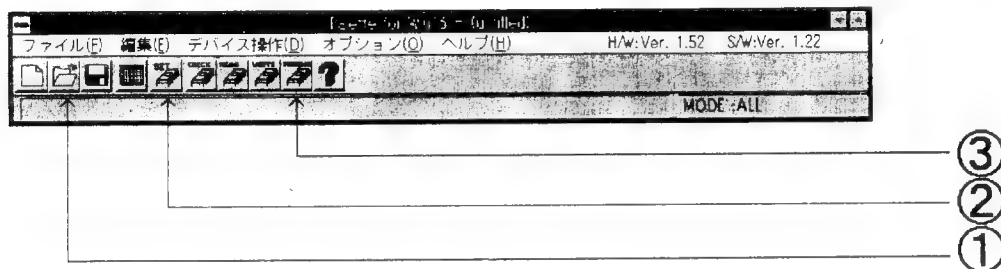 ファイル(F) 編集(E) デバイス操作(D) オプション(O) ヘルプ(H) H/W:Ver. 1.52 S/W:Ver. 1.22
SET CHECK READ WRITE
MODE :ALL
③
②
①